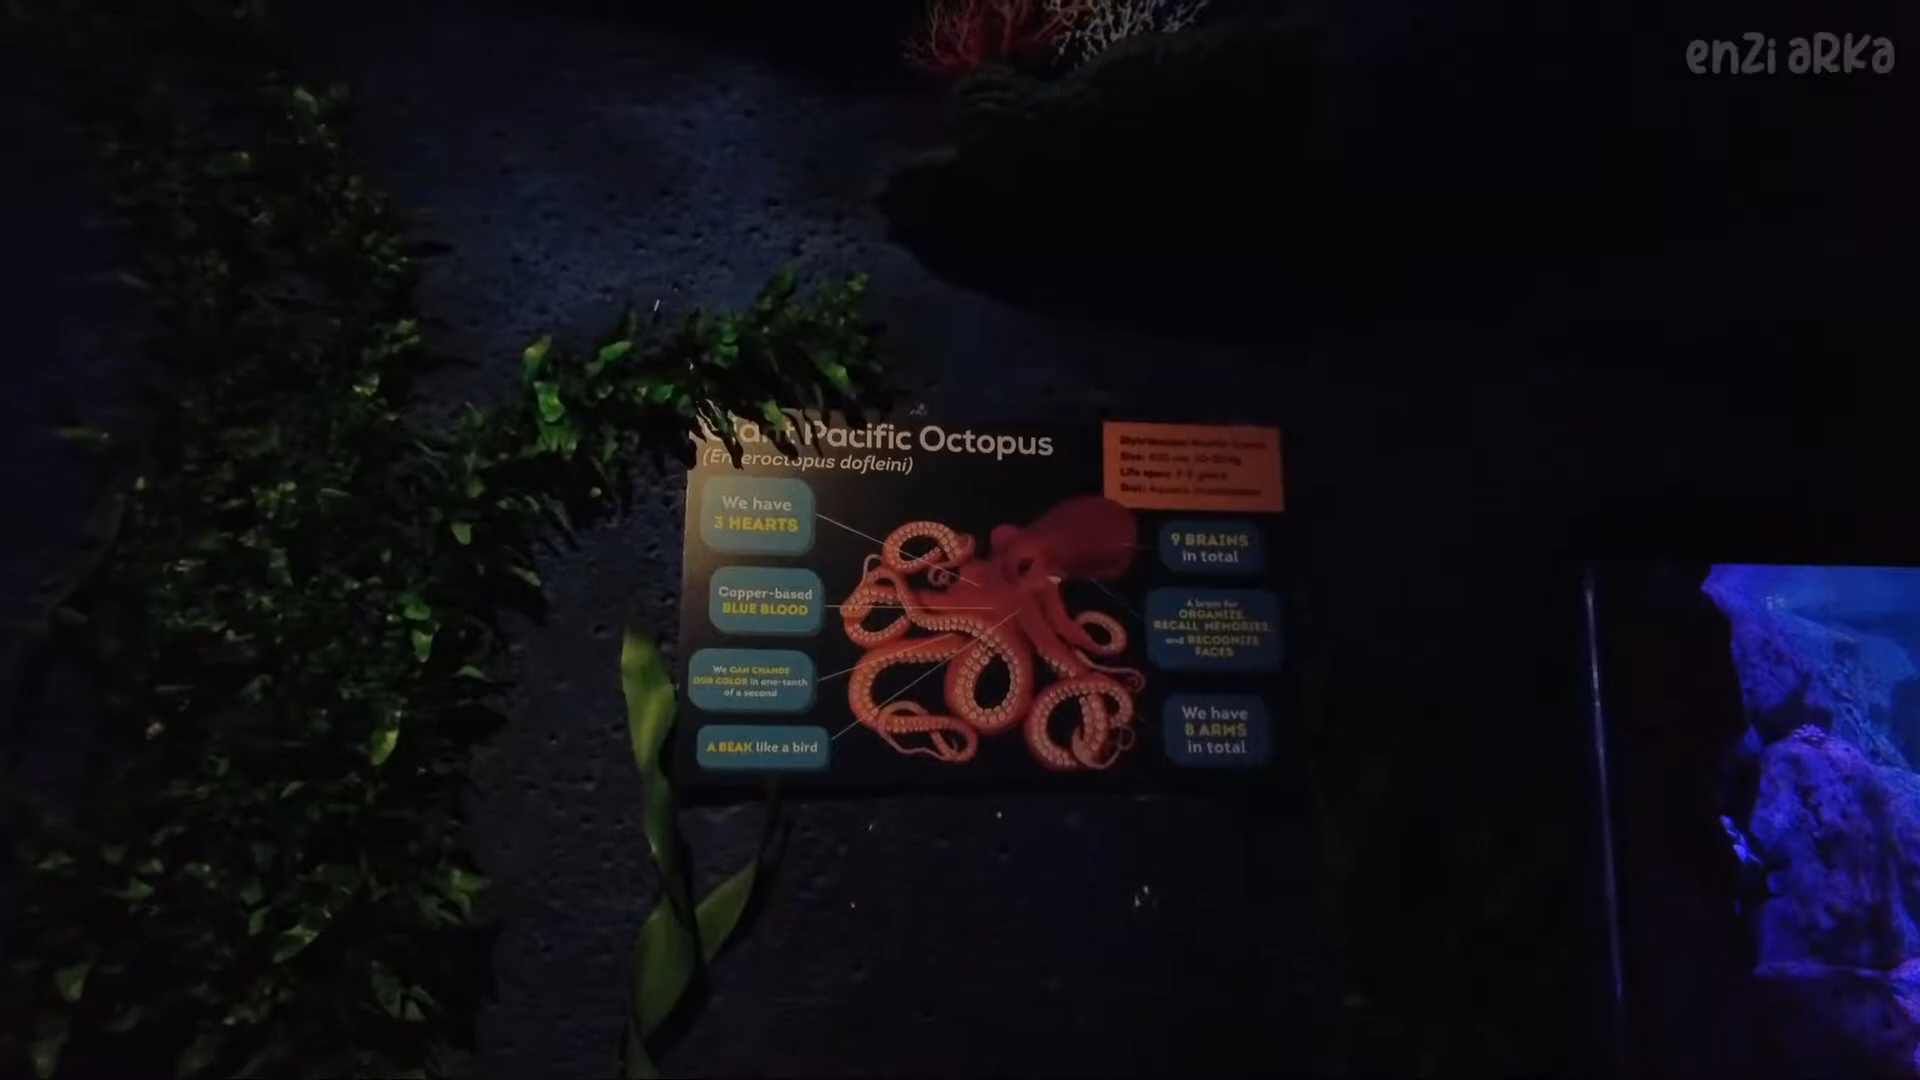 enzi aRKa
Giant Pacific Octopus
(Enteroctopus dofleini)
We have
3 HEARTS
Copper-based
BLUE BLOOD
We CAN CHANGE
OUR COLOR in one-tenth
of a second
A BEAK like a bird
9 BRAINS
in total
A brain for
ORGANIZE,
RECALL MEMORIES,
and RECOGNIZE
FACES
We have
8 ARMS
in total